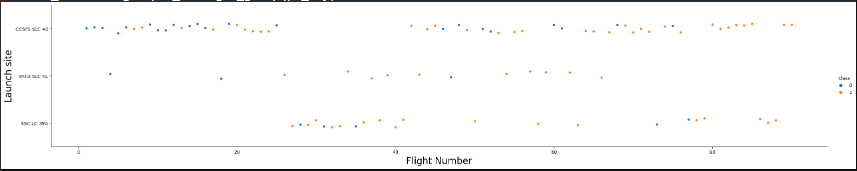 Launch site
CCSFS SLC 40
VAFB SLC 4E
KSC LC 39A
0
20
40
60
80
Flight Number
Class
0
1